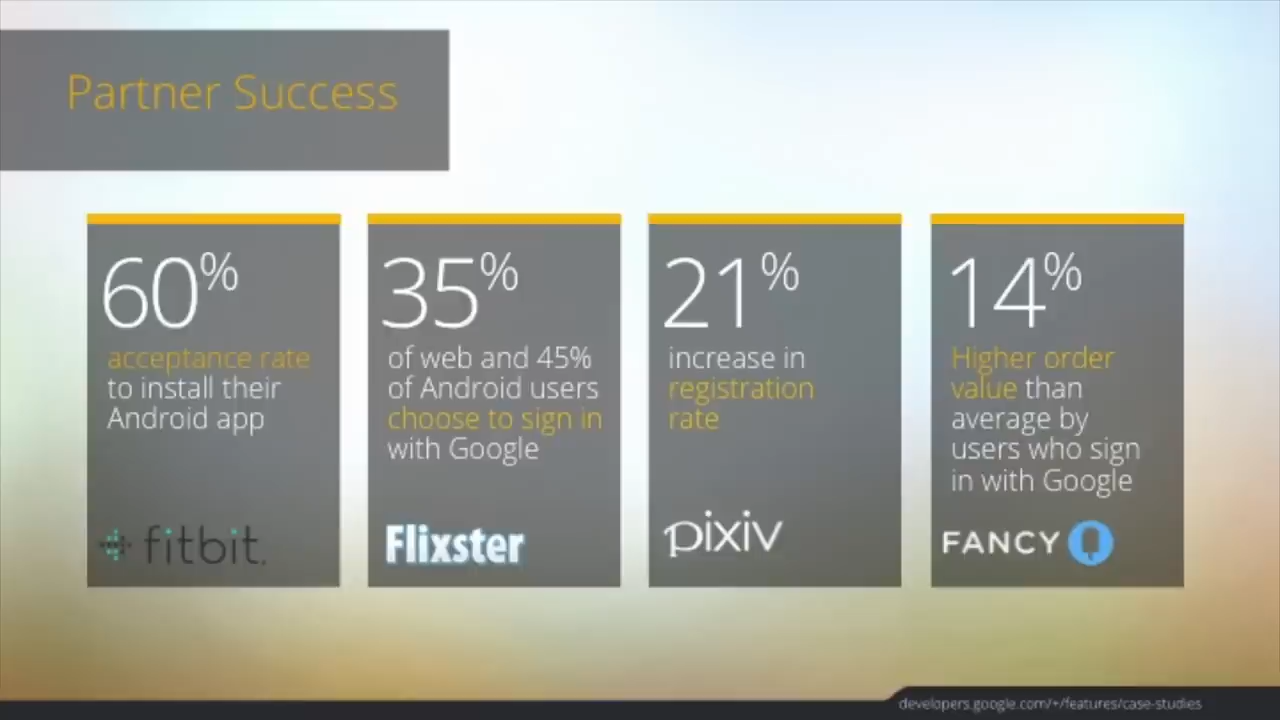 Partner Success
60%
acceptance rate
to install their
Android app
fitbit.
35%
of web and 45%
of Android users
choose to sign in
with Google
Flixster
21%
increase in
registration
rate
pixiv
14%
Higher order
value than
average by
users who sign
in with Google
FANCY
developers.google.com/+/features/case-studies